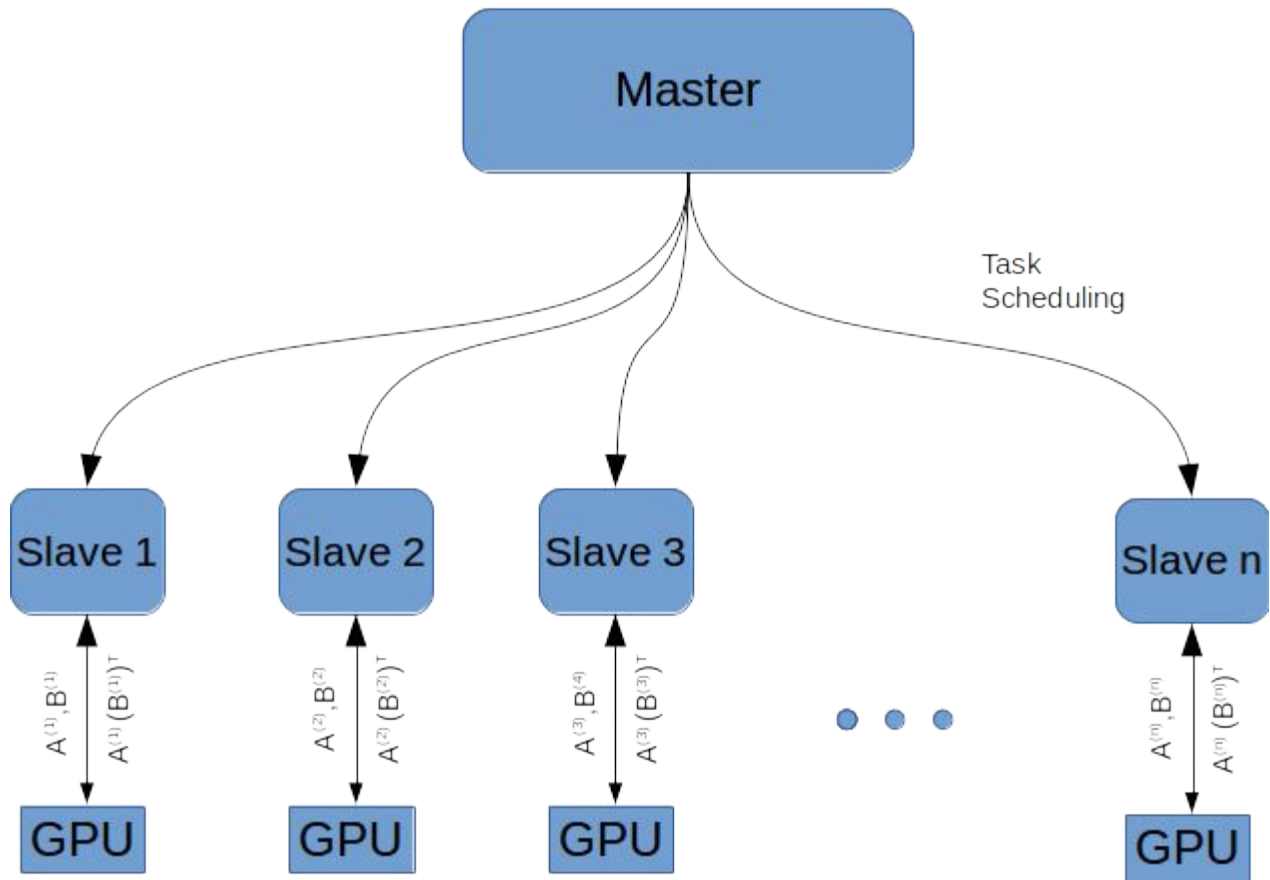 Master
Task
Scheduling
Slave 1
Slave 2
Slave 3
Slave n
A⁽¹⁾,B⁽¹⁾
A⁽¹⁾(B⁽¹⁾)ᵀ
A⁽²⁾,B⁽²⁾
A⁽²⁾(B⁽²⁾)ᵀ
A⁽³⁾,B⁽⁴⁾
A⁽³⁾(B⁽³⁾)ᵀ
A⁽ⁿ⁾,B⁽ⁿ⁾
A⁽ⁿ⁾(B⁽ⁿ⁾)ᵀ
GPU
GPU
GPU
GPU